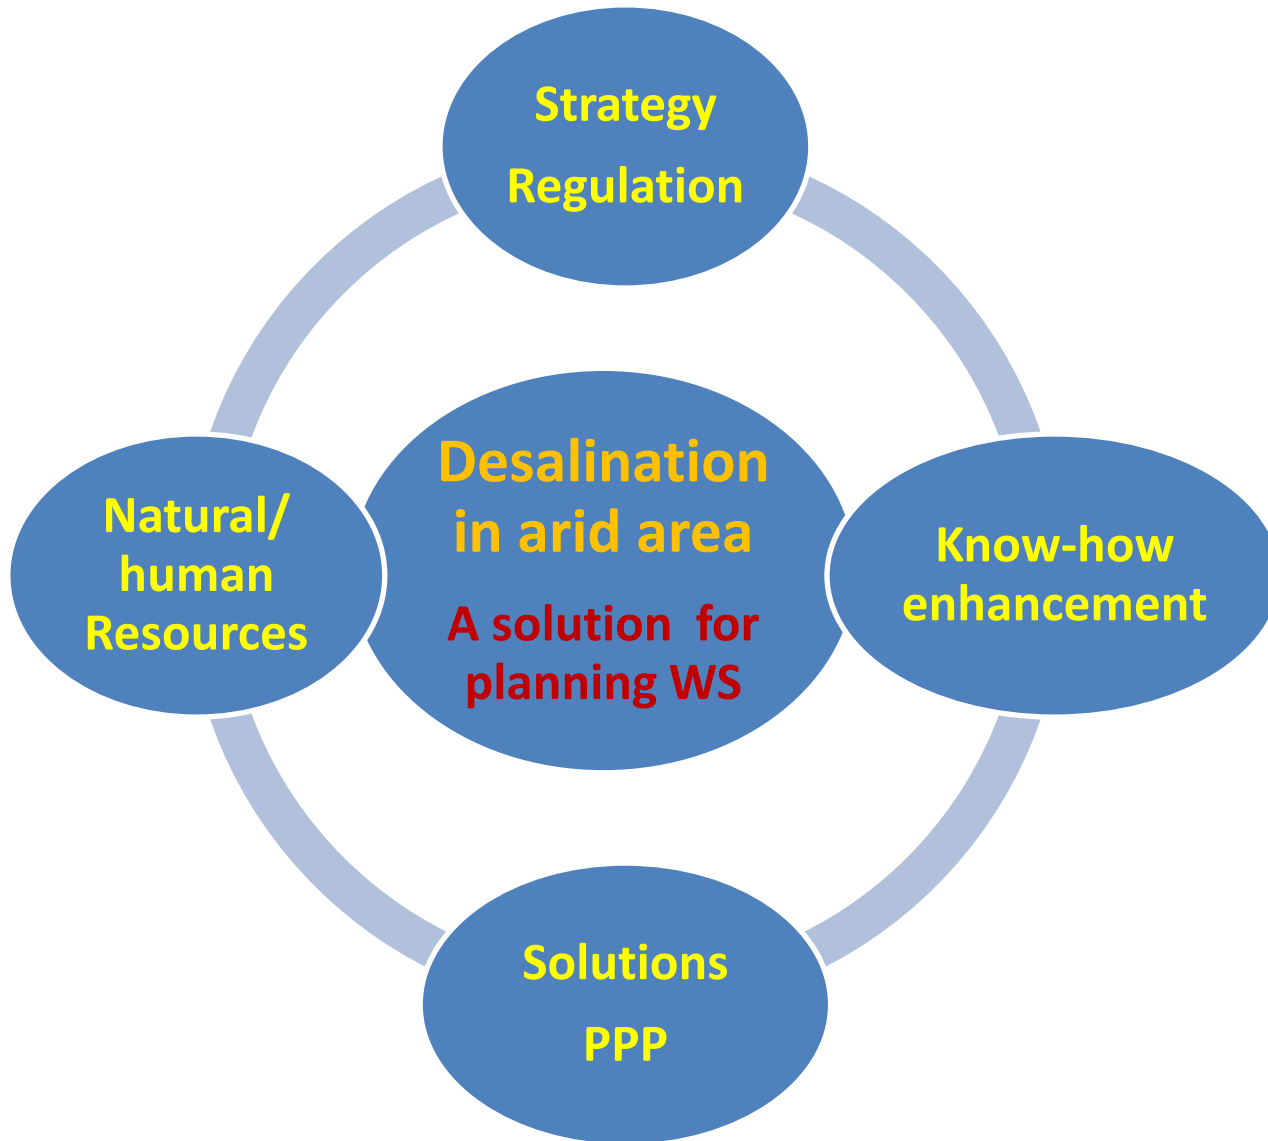 Strategy
Regulation
Natural/
human
Resources
Desalination
in arid area
A solution  for
planning WS
Know-how
enhancement
Solutions
PPP